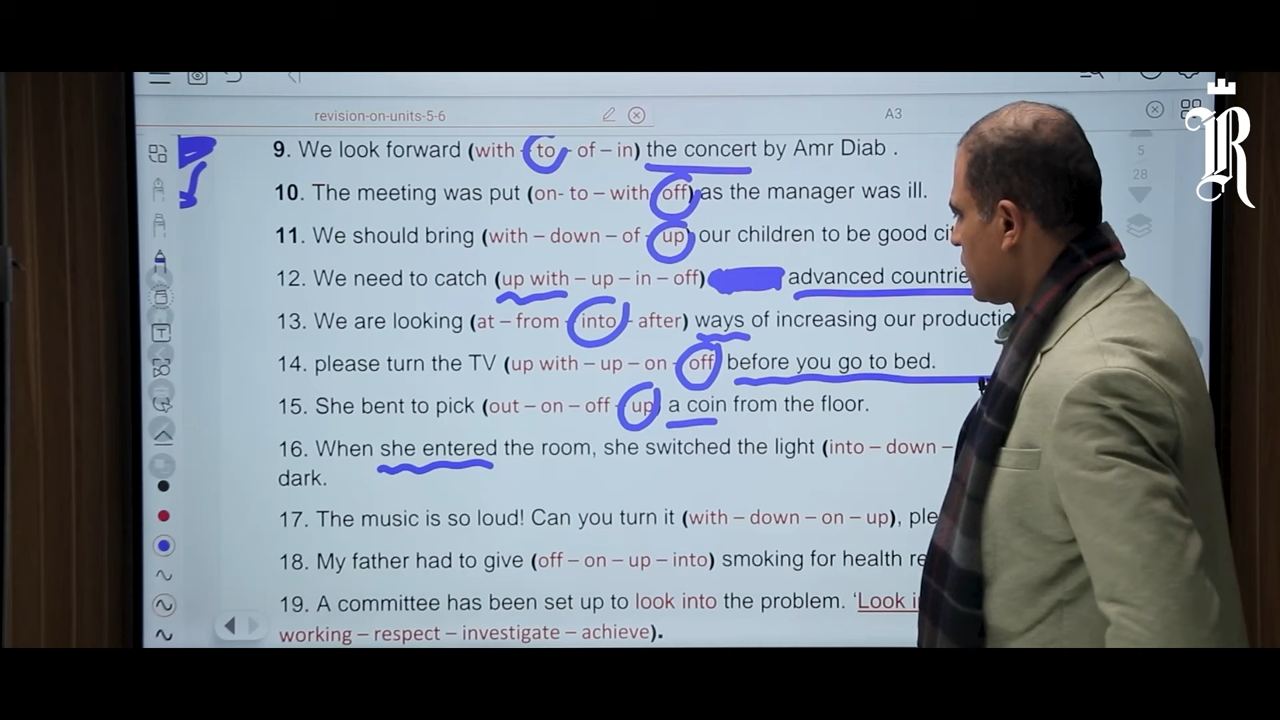 revision-on-units-5-6
A3
5
28
9. We look forward (with – to – of – in) the concert by Amr Diab .
10. The meeting was put (on- to – with off) as the manager was ill.
11. We should bring (with – down – of – up) our children to be good
12. We need to catch (up with – up – in – off) advanced
13. We are looking (at – from – into – after) ways of increasing our
14. please turn the TV (up with – up – on – off) before you go to bed.
15. She bent to pick (out – on – off – up) a coin from the floor.
16. When she entered the room, she switched the light (into – down –
dark.
17. The music is so loud! Can you turn it (with – down – on – up),
18. My father had to give (off – on – up – into) smoking for health
19. A committee has been set up to look into the problem. 'Look
working – respect – investigate – achieve).
R